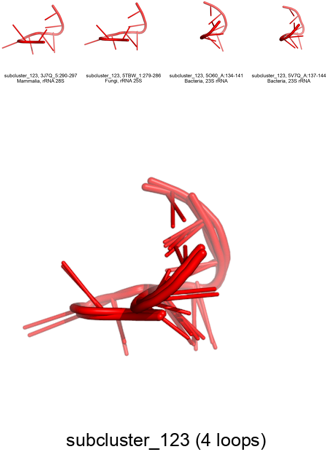 subcluster_123, 3J7Q_5:290-297
Mammalia, rRNA 28S
subcluster_123, 5TBW_1:279-286
Fungi, rRNA 25S
subcluster_123, 5O60_A:134-141
Bacteria, 23S rRNA
subcluster_123, 5V7Q_A:137-144
Bacteria, 23S rRNA
subcluster_123 (4 loops)